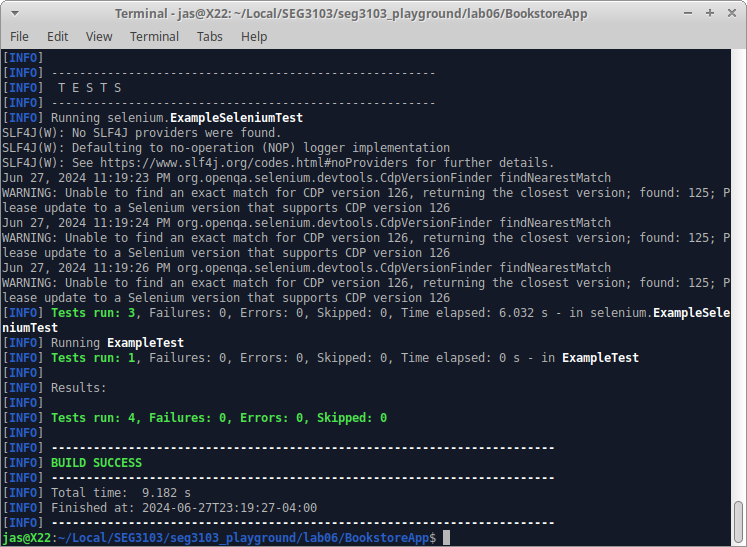 Terminal - jas@X22: ~/Local/SEG3103/seg3103_playground/lab06/BookstoreApp
File Edit View Terminal Tabs Help
[INFO]
[INFO] -------------------------------------------------------
[INFO]  T E S T S
[INFO] -------------------------------------------------------
[INFO] Running selenium.ExampleSeleniumTest
SLF4J(W): No SLF4J providers were found.
SLF4J(W): Defaulting to no-operation (NOP) logger implementation
SLF4J(W): See https://www.slf4j.org/codes.html#noProviders for further details.
Jun 27, 2024 11:19:23 PM org.openqa.selenium.devtools.CdpVersionFinder findNearestMatch
WARNING: Unable to find an exact match for CDP version 126, returning the closest version; found: 125; P
lease update to a Selenium version that supports CDP version 126
Jun 27, 2024 11:19:24 PM org.openqa.selenium.devtools.CdpVersionFinder findNearestMatch
WARNING: Unable to find an exact match for CDP version 126, returning the closest version; found: 125; P
lease update to a Selenium version that supports CDP version 126
Jun 27, 2024 11:19:26 PM org.openqa.selenium.devtools.CdpVersionFinder findNearestMatch
WARNING: Unable to find an exact match for CDP version 126, returning the closest version; found: 125; P
lease update to a Selenium version that supports CDP version 126
[INFO] Tests run: 3, Failures: 0, Errors: 0, Skipped: 0, Time elapsed: 6.032 s - in selenium.ExampleSele
niumTest
[INFO] Running ExampleTest
[INFO] Tests run: 1, Failures: 0, Errors: 0, Skipped: 0, Time elapsed: 0 s - in ExampleTest
[INFO]
[INFO] Results:
[INFO]
[INFO] Tests run: 4, Failures: 0, Errors: 0, Skipped: 0
[INFO]
[INFO] ------------------------------------------------------------------------
[INFO] BUILD SUCCESS
[INFO] ------------------------------------------------------------------------
[INFO] Total time:  9.182 s
[INFO] Finished at: 2024-06-27T23:19:27-04:00
[INFO] ------------------------------------------------------------------------
jas@X22:~/Local/SEG3103/seg3103_playground/lab06/BookstoreApp$